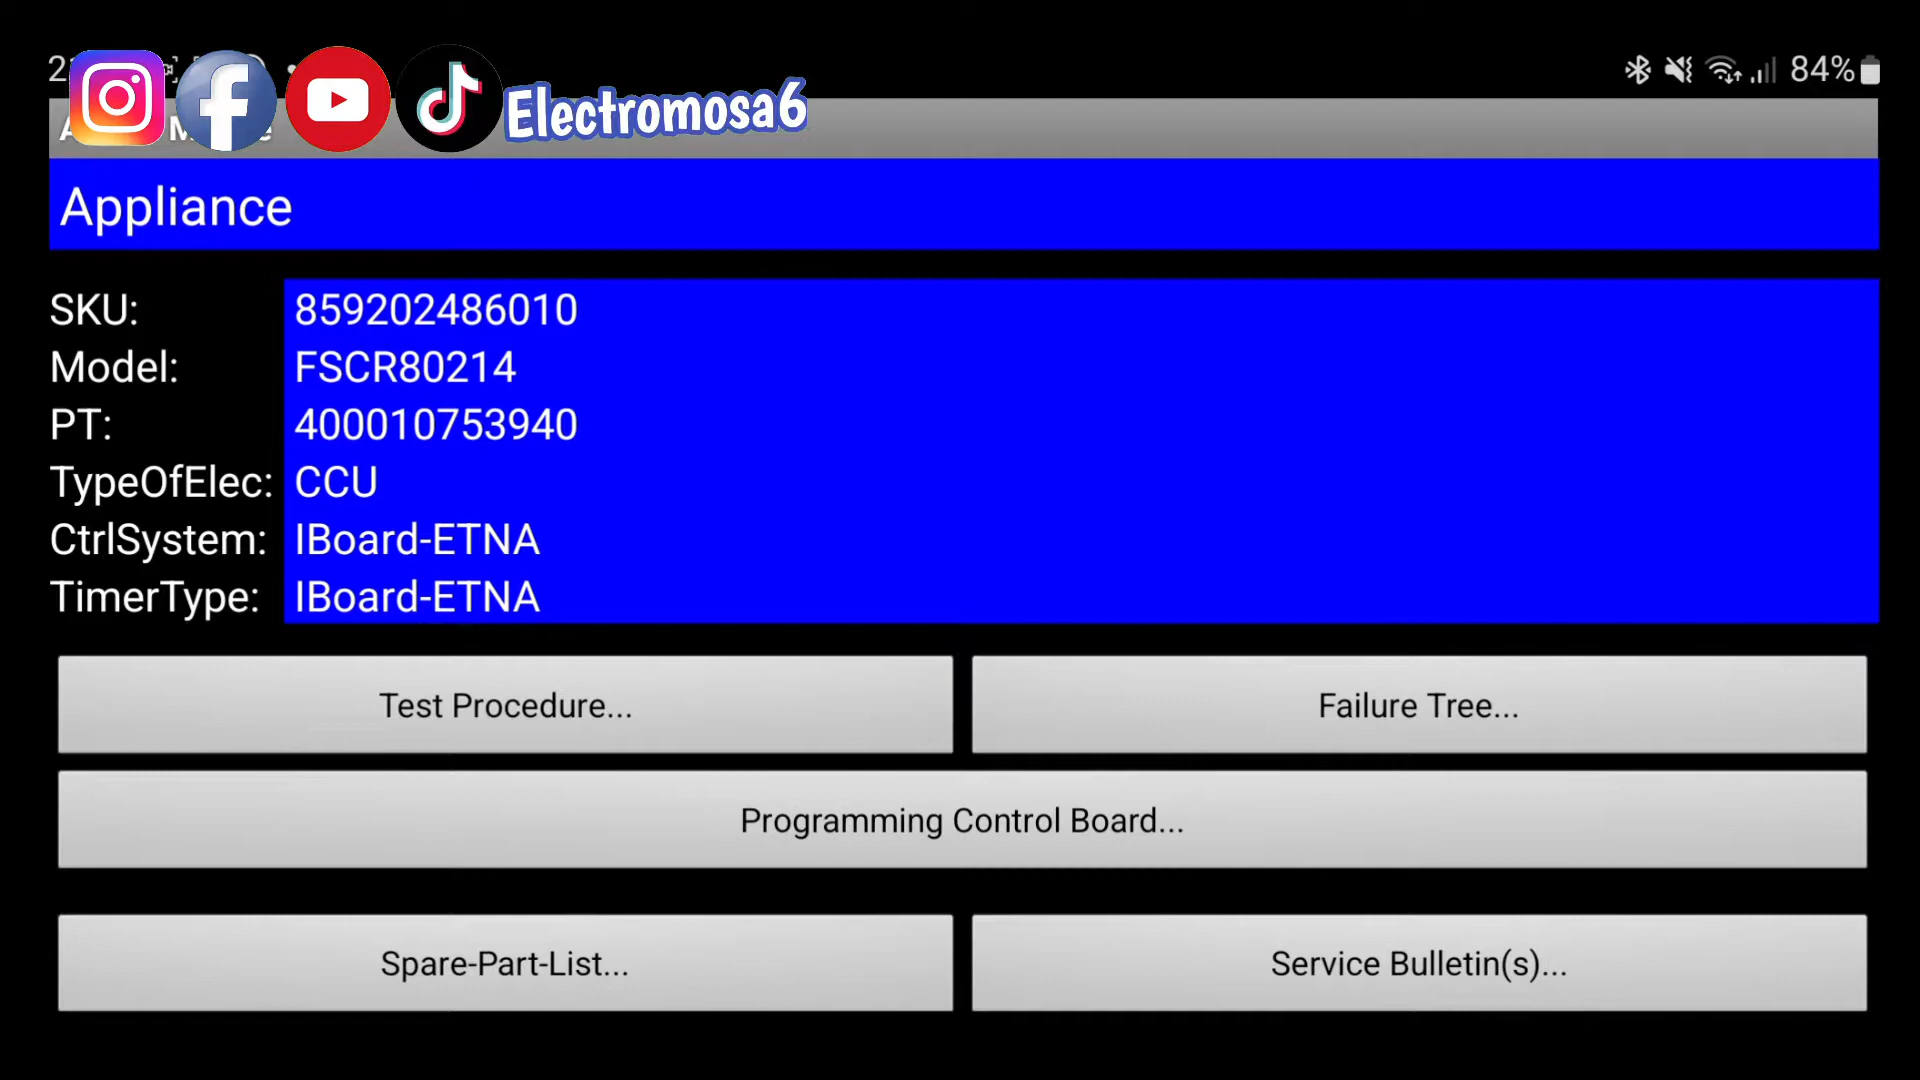 84%
Electromosa6
Appliance
SKU: 859202486010
Model: FSCR80214
PT: 400010753940
TypeOfElec: CCU
CtrlSystem: IBoard-ETNA
TimerType: IBoard-ETNA
Test Procedure...
Failure Tree...
Programming Control Board...
Spare-Part-List...
Service Bulletin(s)...